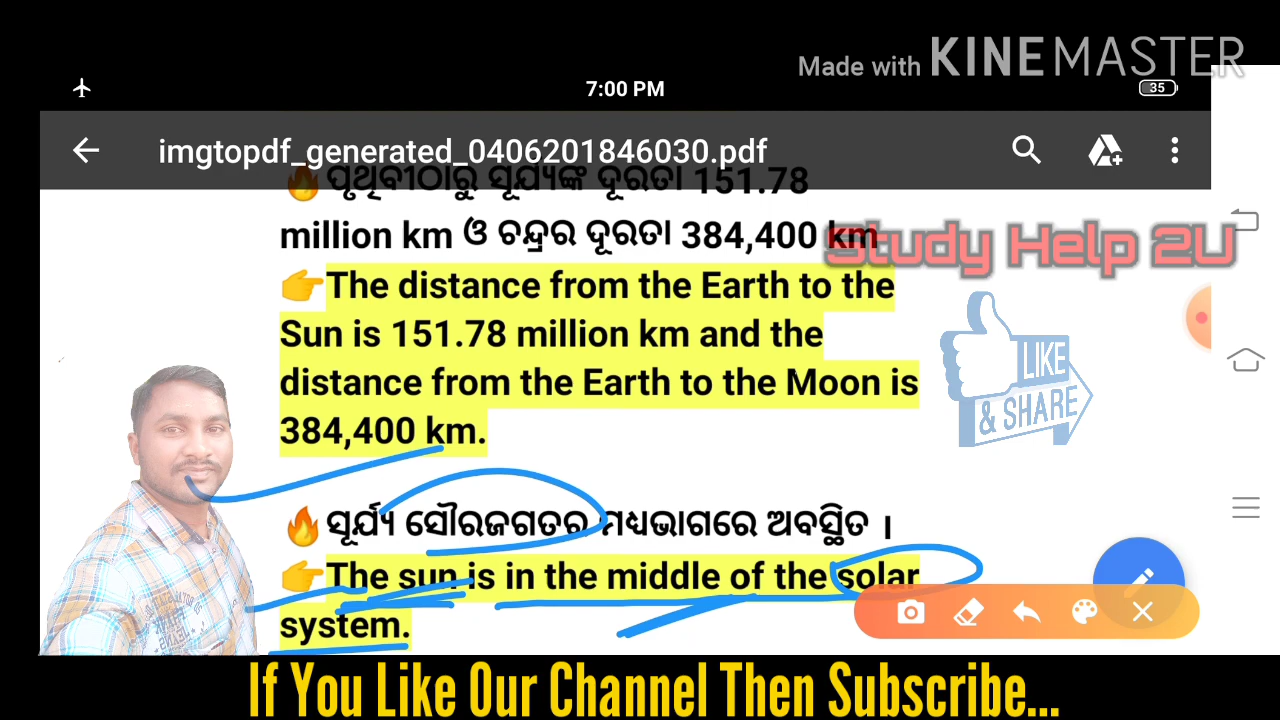 Made with KINEMASTER
7:00 PM
35
imgtopdf_generated_0406201846030.pdf
🔥ପୃଥିବୀଠାରୁ ସୂର୍ଯ୍ୟଙ୍କ ଦୂରତା 151.78
million km ଓ ଚନ୍ଦ୍ରର ଦୂରତା 384,400 km
Study Help 2U
👉The distance from the Earth to the
Sun is 151.78 million km and the
distance from the Earth to the Moon is
384,400 km.
LIKE
& SHARE
🔥ସୂର୍ଯ୍ୟ ସୌରଜଗତର ମଧ୍ୟଭାଗରେ ଅବସ୍ଥିତ ।
👉The sun is in the middle of the solar
system.
If You Like Our Channel Then Subscribe...